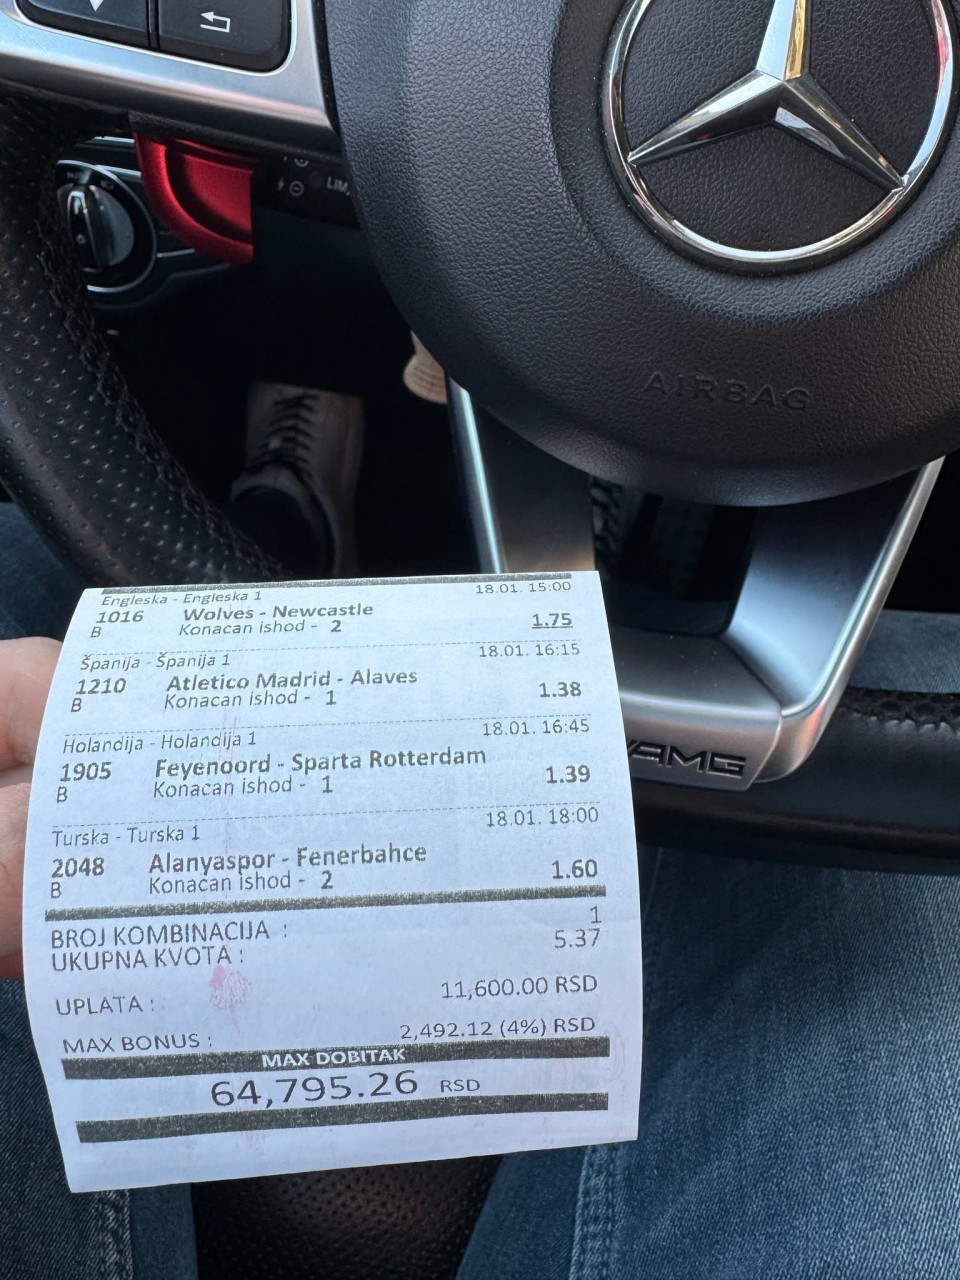 LIM
AIRBAG
AMG
Engleska - Engleska 1 18.01. 15:00
1016 Wolves - Newcastle
B Konacan ishod - 2 1.75
Španija - Španija 1 18.01. 16:15
1210 Atletico Madrid - Alaves
B Konacan ishod - 1 1.38
Holandija - Holandija 1 18.01. 16:45
1905 Feyenoord - Sparta Rotterdam
B Konacan ishod - 1 1.39
Turska - Turska 1 18.01. 18:00
2048 Alanyaspor - Fenerbahce
B Konacan ishod - 2 1.60
BROJ KOMBINACIJA : 1
UKUPNA KVOTA : 5.37
UPLATA : 11,600.00 RSD
MAX BONUS : 2,492.12 (4%) RSD
MAX DOBITAK
64,795.26 RSD